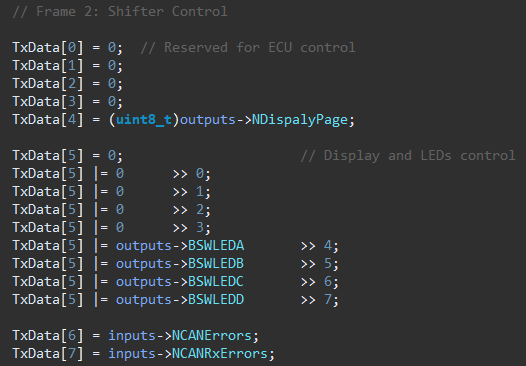 // Frame 2: Shifter Control
TxData[0] = 0;  // Reserved for ECU control
TxData[1] = 0;
TxData[2] = 0;
TxData[3] = 0;
TxData[4] = (uint8_t)outputs->NDispalyPage;
TxData[5] = 0;                      // Display and LEDs control
TxData[5] |= 0      >> 0;
TxData[5] |= 0      >> 1;
TxData[5] |= 0      >> 2;
TxData[5] |= 0      >> 3;
TxData[5] |= outputs->BSWLEDA       >> 4;
TxData[5] |= outputs->BSWLEDB       >> 5;
TxData[5] |= outputs->BSWLEDC       >> 6;
TxData[5] |= outputs->BSWLEDD       >> 7;
TxData[6] = inputs->NCANErrors;
TxData[7] = inputs->NCANRxErrors;